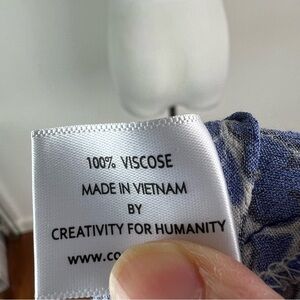 100% VISCOSE
MADE IN VIETNAM
BY
CREATIVITY FOR HUMANITY